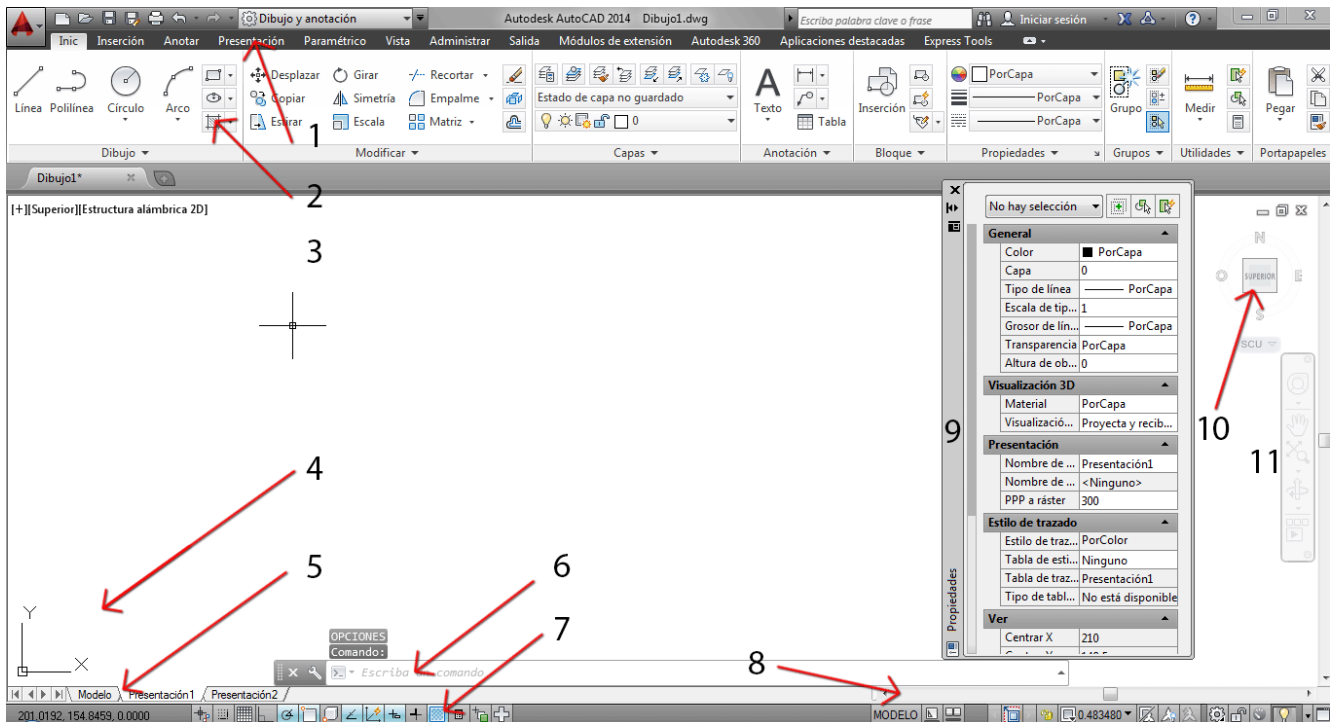 Dibujo y anotación Autodesk AutoCAD 2014 Dibujo1.dwg Escriba palabra clave o frase Iniciar sesión
Inic Inserción Anotar Presentación Paramétrico Vista Administrar Salida Módulos de extensión Autodesk 360 Aplicaciones destacadas Express Tools
Desplazar Girar Recortar PorCapa
Línea Polilínea Círculo Arco Copiar Simetría Empalme Estado de capa no guardado Texto Inserción PorCapa Grupo Medir Pegar
Estirar Escala Matriz 0 Tabla PorCapa
1
Dibujo Modificar Capas Anotación Bloque Propiedades Grupos Utilidades Portapapeles
Dibujo1*
2
[+][Superior][Estructura alámbrica 2D]
3
4
5
6
7
8
Y
X
OPCIONES
Comando:
Escriba un comando
Modelo Presentación1 Presentación2
201.0192, 154.8459, 0.0000 MODELO 0.483480
9
Propiedades
No hay selección
General
Color PorCapa
Capa 0
Tipo de línea PorCapa
Escala de tip... 1
Grosor de lín... PorCapa
Transparencia PorCapa
Altura de ob... 0
Visualización 3D
Material PorCapa
Visualizació... Proyecta y recib...
Presentación
Nombre de ... Presentación1
Nombre de ... <Ninguno>
PPP a ráster 300
Estilo de trazado
Estilo de traz... PorColor
Tabla de esti... Ninguno
Tabla de traz... Presentación1
Tipo de tabl... No está disponible
Ver
Centrar X 210
N
O SUPERIOR E
S
SCU
10
11